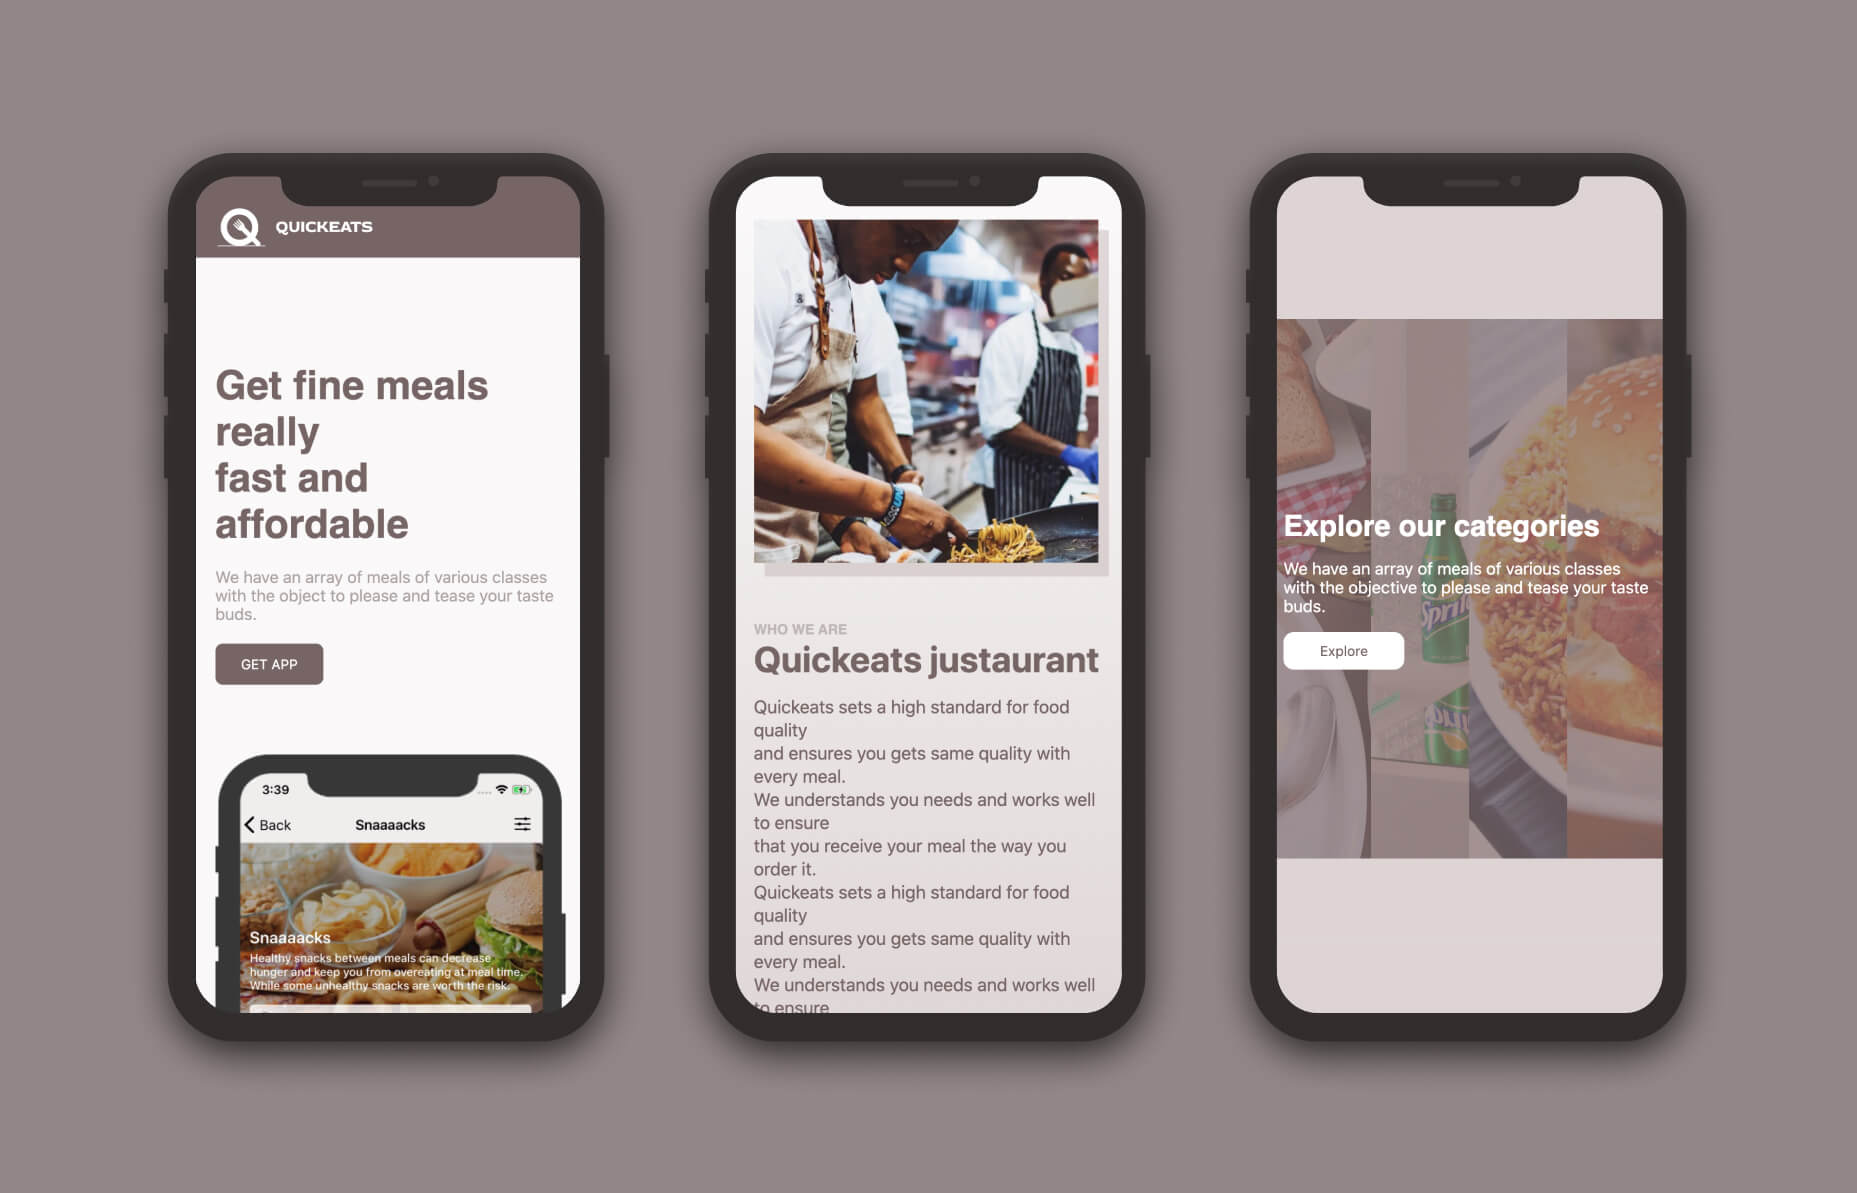 QUICKEATS
Get fine meals
really
fast and
affordable
We have an array of meals of various classes
with the object to please and tease your taste
buds.
GET APP
3:39
Back
Snaaaacks
Snaaaacks
Healthy snacks between meals can decrease
hunger and keep you from overeating at meal time.
While some unhealthy snacks are worth the risk.
WHO WE ARE
Quickeats justaurant
Quickeats sets a high standard for food
quality
and ensures you gets same quality with
every meal.
We understands you needs and works well
to ensure
that you receive your meal the way you
order it.
Quickeats sets a high standard for food
quality
and ensures you gets same quality with
every meal.
We understands you needs and works well
to ensure
Explore our categories
We have an array of meals of various classes
with the objective to please and tease your taste
buds.
Sprite
Explore